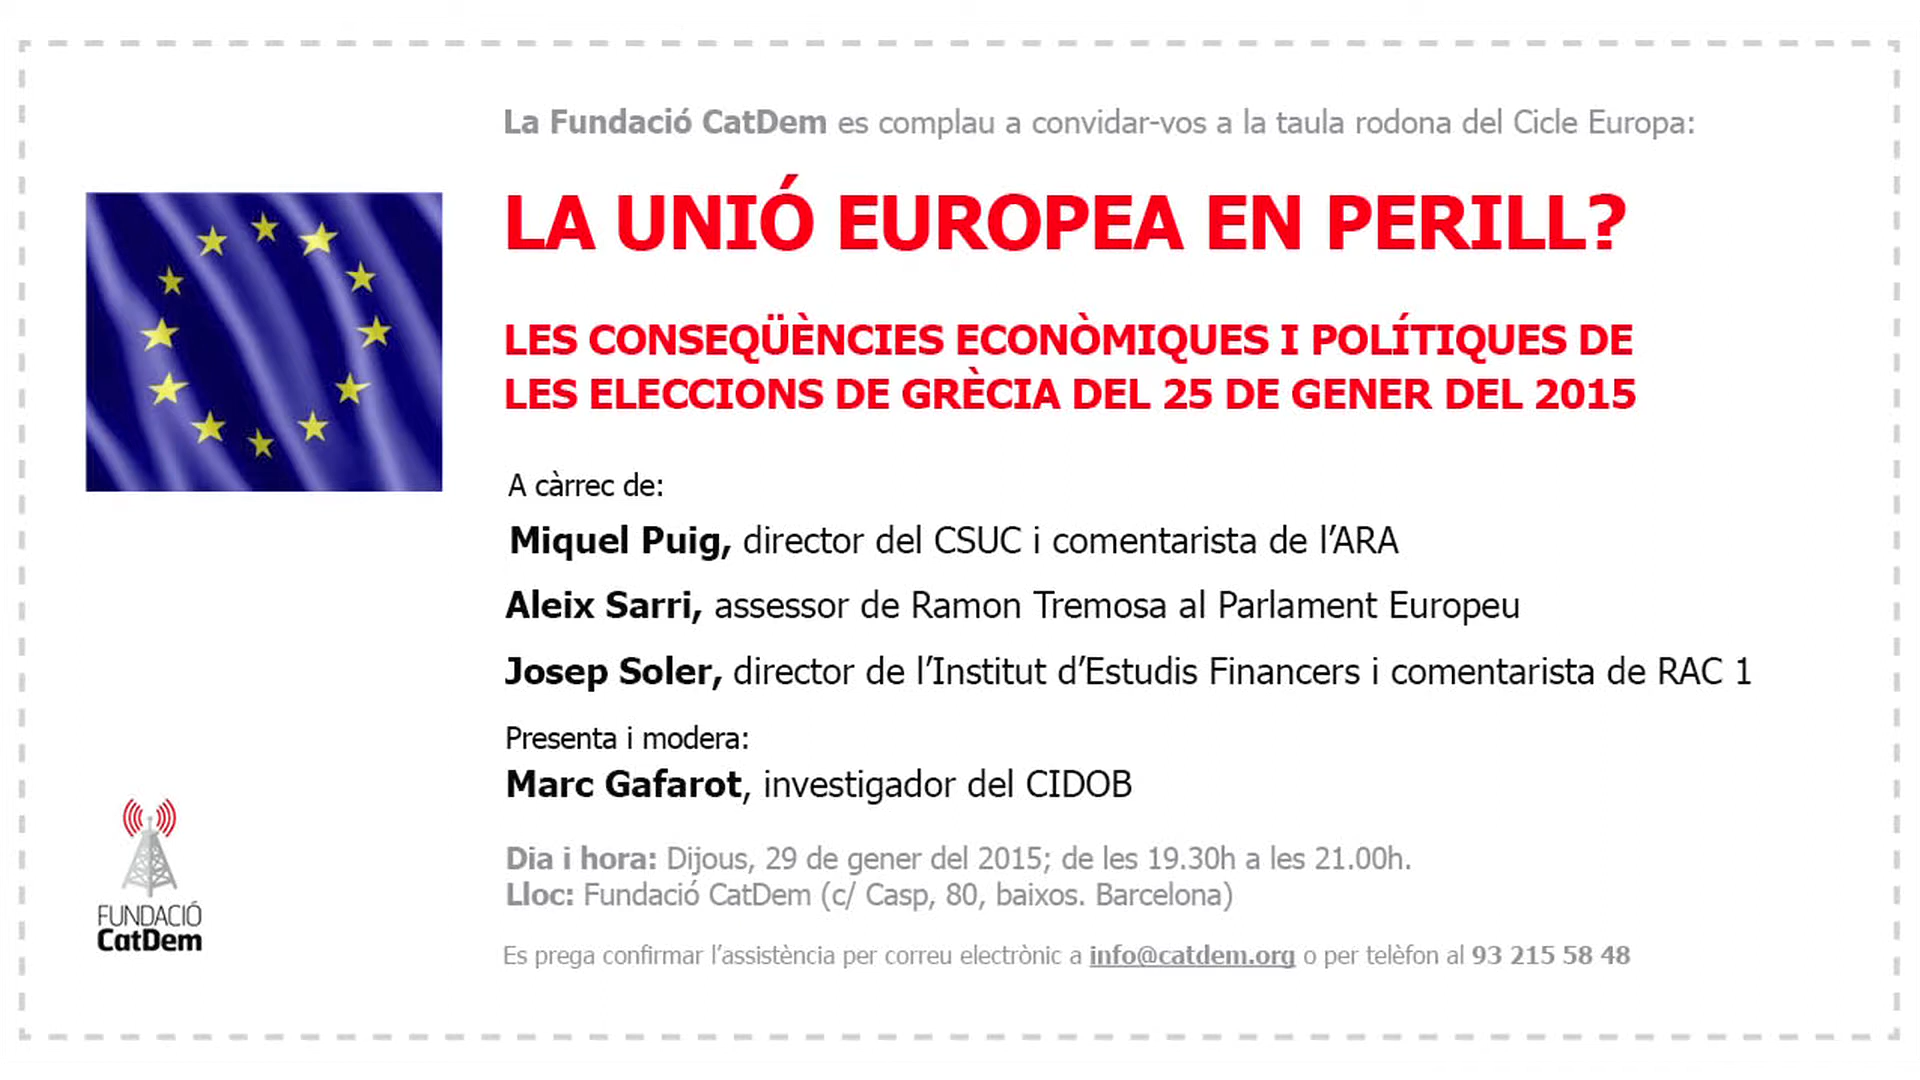 La Fundació CatDem es complau a convidar-vos a la taula rodona del Cicle Europa:
LA UNIÓ EUROPEA EN PERILL?
LES CONSEQÜÈNCIES ECONÒMIQUES I POLÍTIQUES DE
LES ELECCIONS DE GRÈCIA DEL 25 DE GENER DEL 2015
A càrrec de:
Miquel Puig, director del CSUC i comentarista de l’ARA
Aleix Sarri, assessor de Ramon Tremosa al Parlament Europeu
Josep Soler, director de l’Institut d’Estudis Financers i comentarista de RAC 1
Presenta i modera:
Marc Gafarot, investigador del CIDOB
Dia i hora: Dijous, 29 de gener del 2015; de les 19.30h a les 21.00h.
Lloc: Fundació CatDem (c/ Casp, 80, baixos. Barcelona)
Es prega confirmar l’assistència per correu electrònic a info@catdem.org o per telèfon al 93 215 58 48
FUNDACIÓ
CatDem